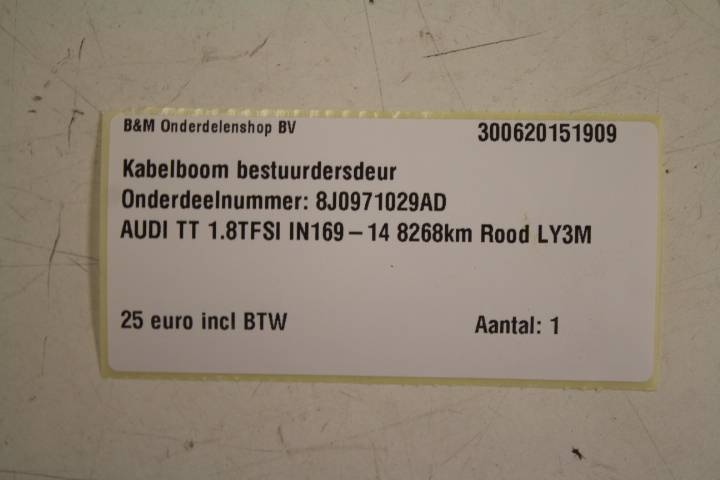 B&M Onderdelenshop BV 300620151909
Kabelboom bestuurdersdeur
Onderdeelnummer: 8J0971029AD
AUDI TT 1.8TFSI IN169-14 8268km Rood LY3M
25 euro incl BTW Aantal: 1